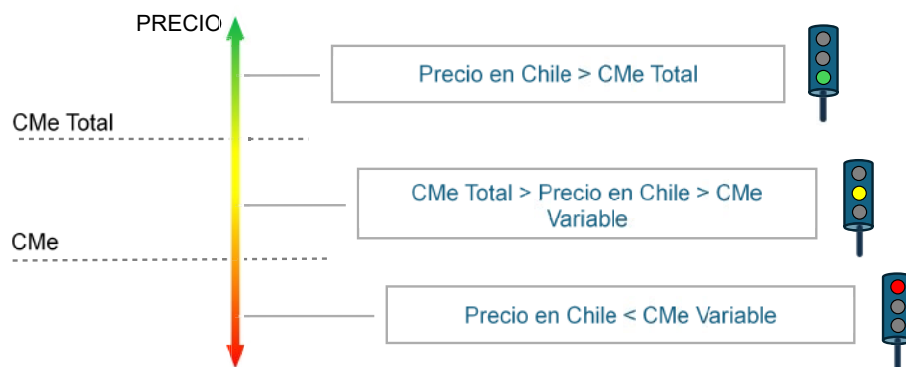 PRECIO
Precio en Chile > CMe Total
CMe Total
CMe Total > Precio en Chile > CMe
Variable
CMe
Precio en Chile < CMe Variable